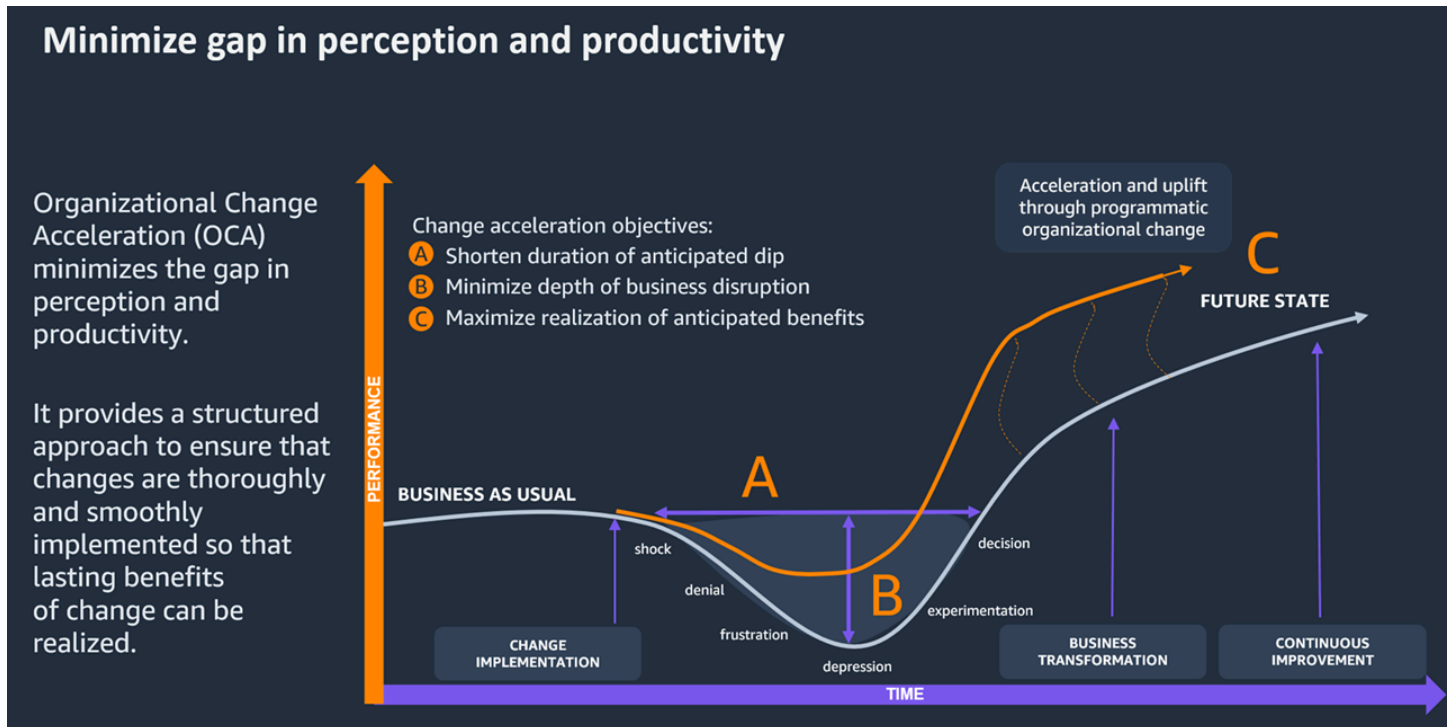 Minimize gap in perception and productivity
Organizational Change
Acceleration (OCA)
minimizes the gap in
perception and
productivity.
It provides a structured
approach to ensure that
changes are thoroughly
and smoothly
implemented so that
lasting benefits
of change can be
realized.
PERFORMANCE
Change acceleration objectives:
A Shorten duration of anticipated dip
B Minimize depth of business disruption
C Maximize realization of anticipated benefits
Acceleration and uplift
through programmatic
organizational change
C
FUTURE STATE
BUSINESS AS USUAL
A
B
shock
denial
frustration
depression
experimentation
decision
CHANGE
IMPLEMENTATION
BUSINESS
TRANSFORMATION
CONTINUOUS
IMPROVEMENT
TIME